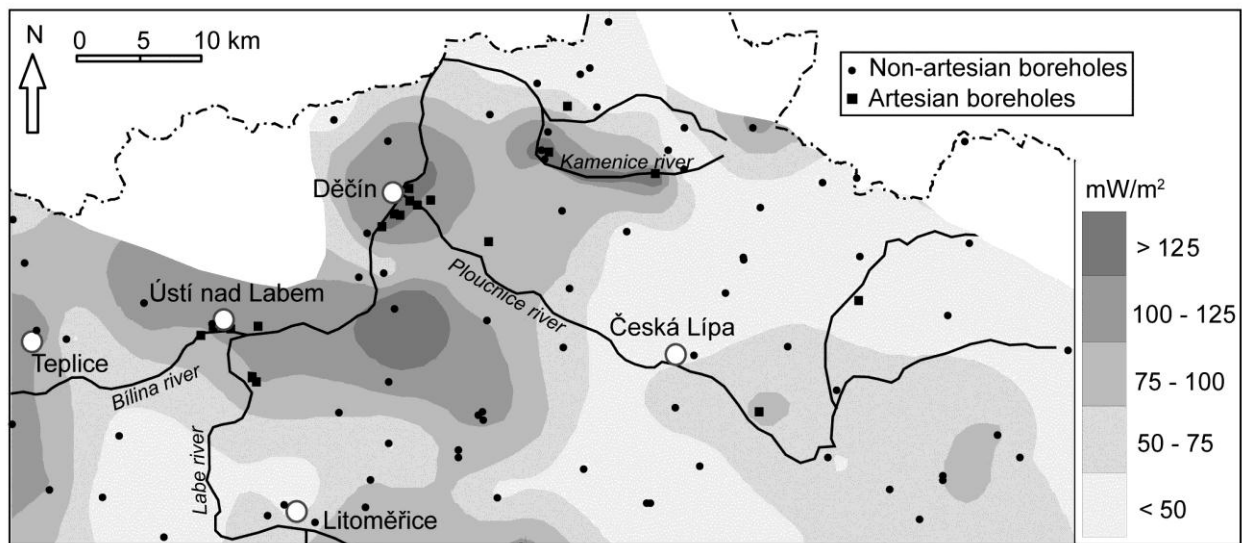 N
0 5 10 km
Non-artesian boreholes
Artesian boreholes
Kamenice river
Děčín
mW/m²
> 125
Ploucnice river
Ústí nad Labem
100 - 125
Česká Lípa
Teplice
75 - 100
Bílina river
50 - 75
Labe river
< 50
Litoměřice